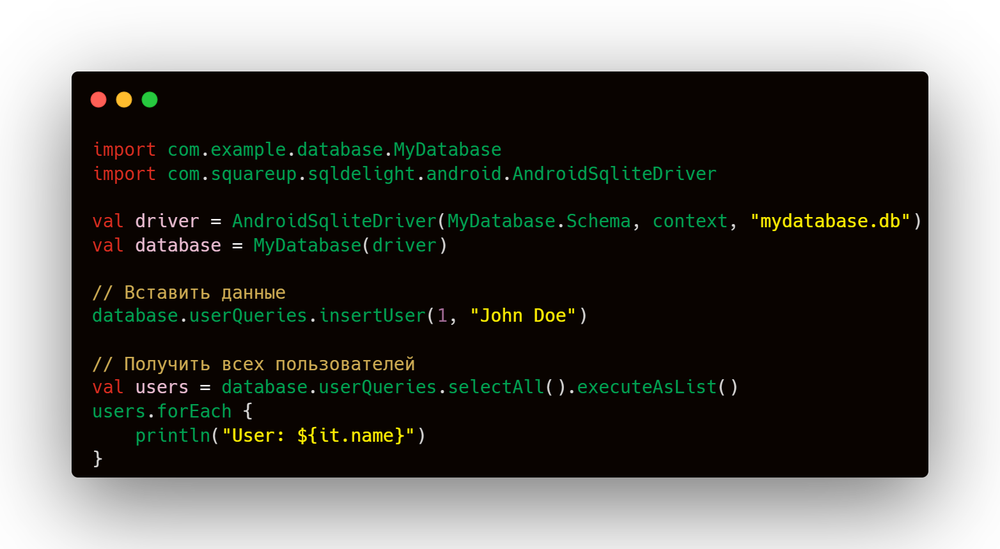 import com.example.database.MyDatabase
import com.squareup.sqldelight.android.AndroidSqliteDriver

val driver = AndroidSqliteDriver(MyDatabase.Schema, context, "mydatabase.db")
val database = MyDatabase(driver)

// Вставить данные
database.userQueries.insertUser(1, "John Doe")

// Получить всех пользователей
val users = database.userQueries.selectAll().executeAsList()
users.forEach {
    println("User: ${it.name}")
}